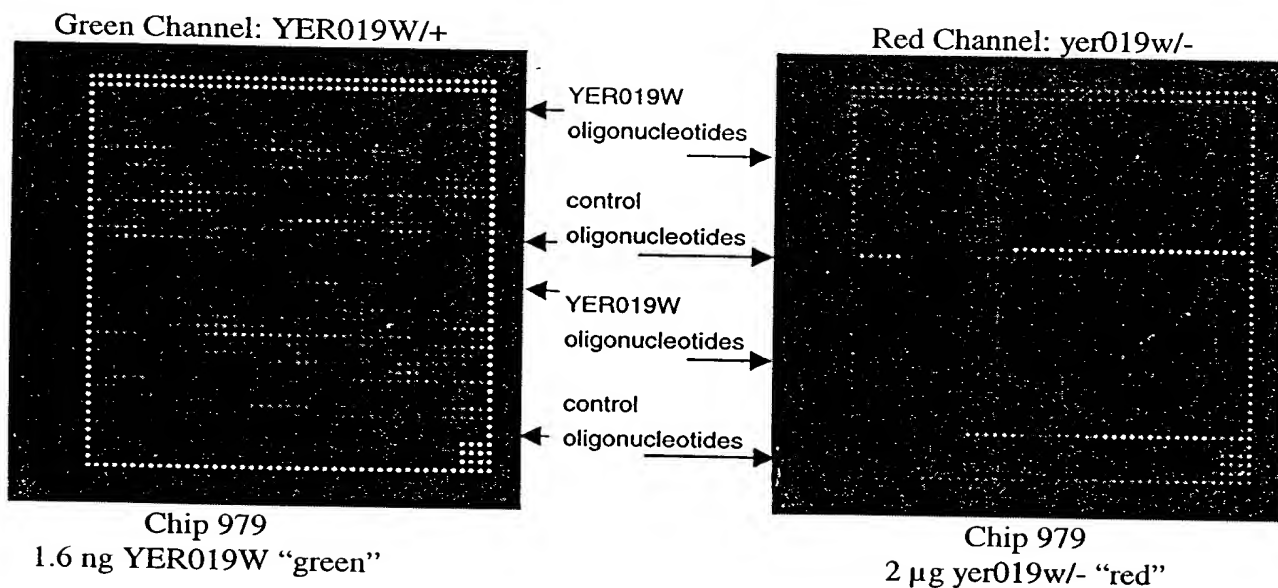 Green Channel: YER019W/+
Red Channel: yer019w/-
YER019W
oligonucleotides
control
oligonucleotides
YER019W
oligonucleotides
control
oligonucleotides
Chip 979
1.6 ng YER019W “green”
Chip 979
2 µg yer019w/- “red”